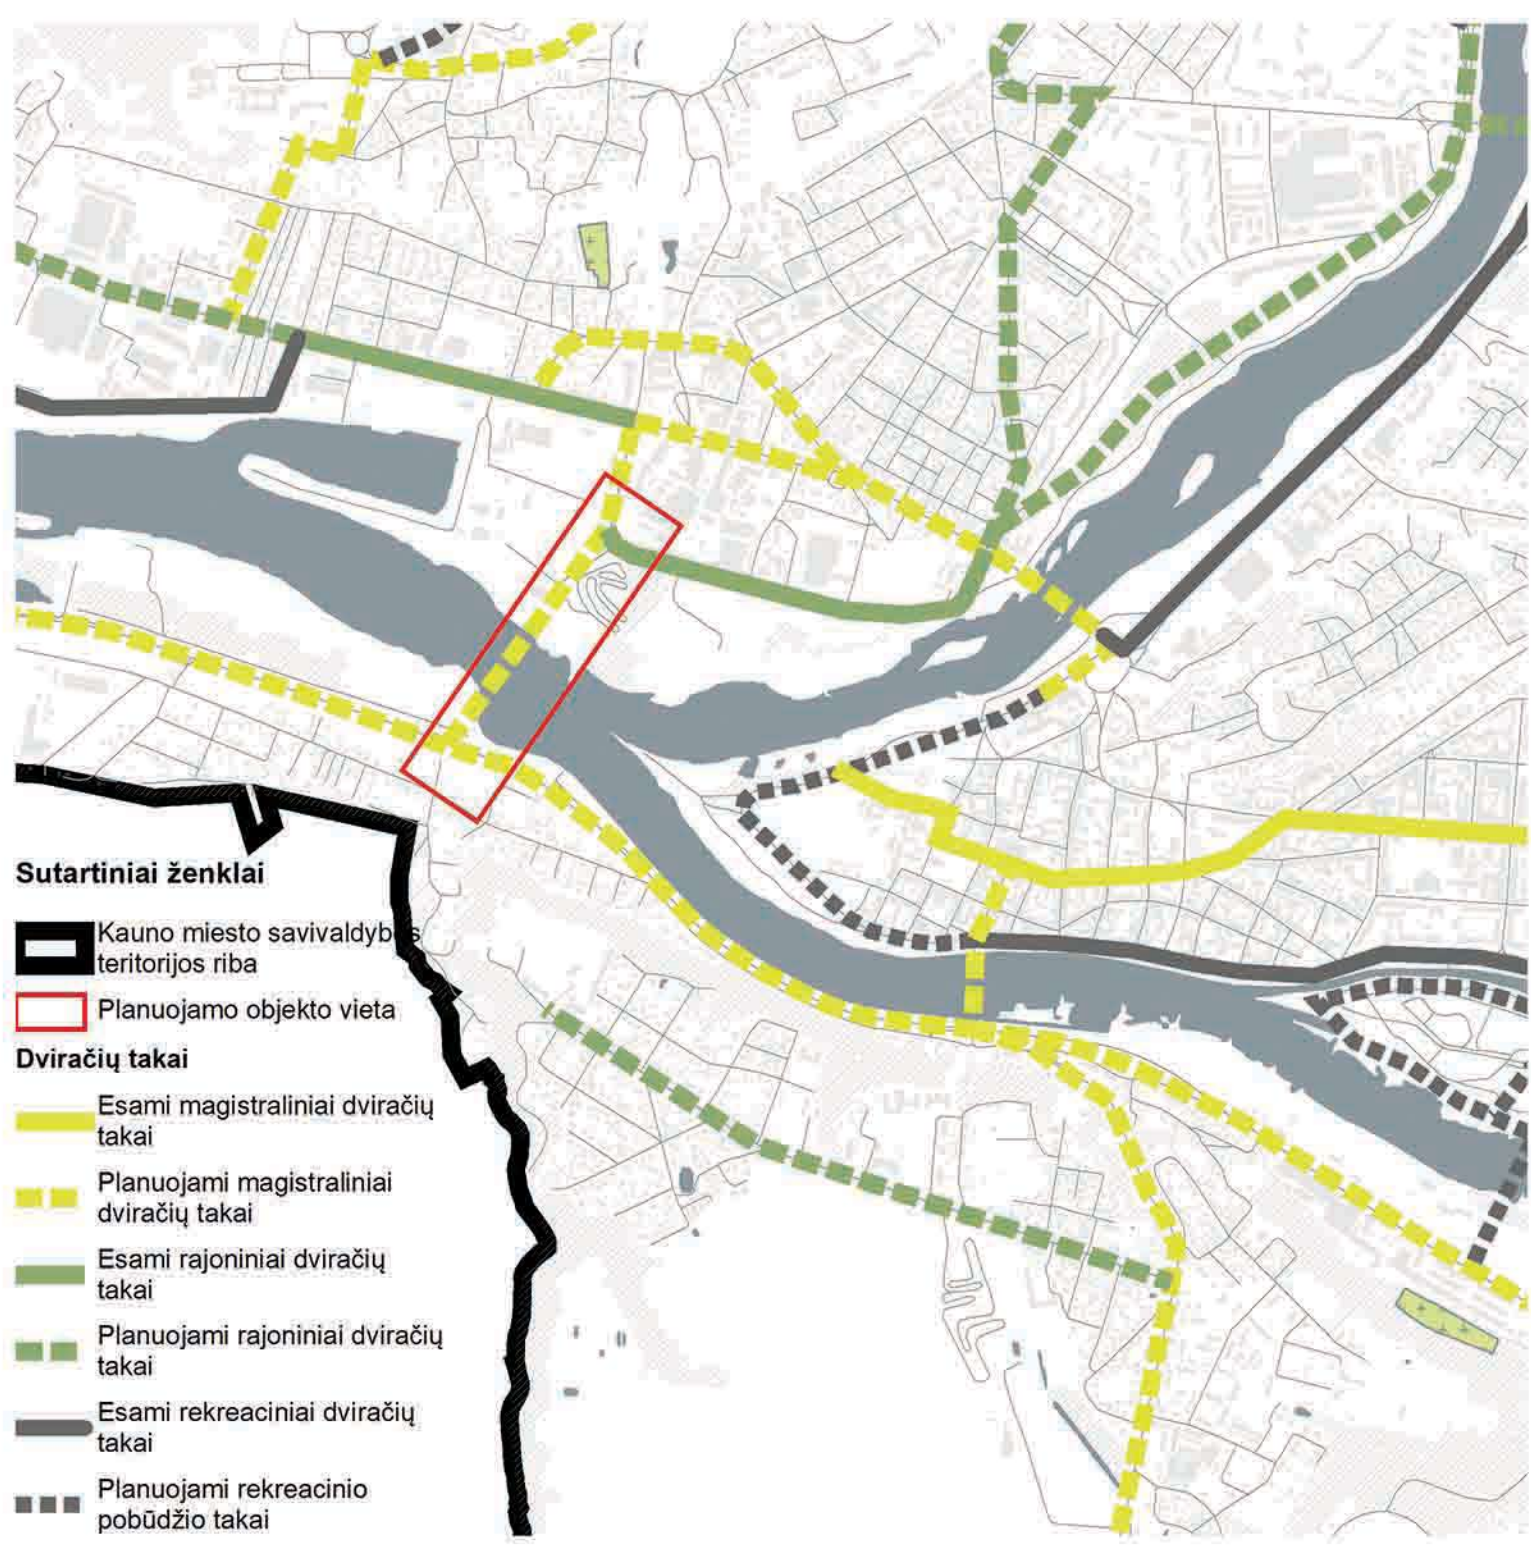 Sutartiniai ženklai
Kauno miesto savivaldybės
teritorijos riba
Planuojamo objekto vieta
Dviračių takai
Esami magistraliniai dviračių
takai
Planuojami magistraliniai
dviračių takai
Esami rajoniniai dviračių
takai
Planuojami rajoniniai dviračių
takai
Esami rekreaciniai dviračių
takai
Planuojami rekreacinio
pobūdžio takai